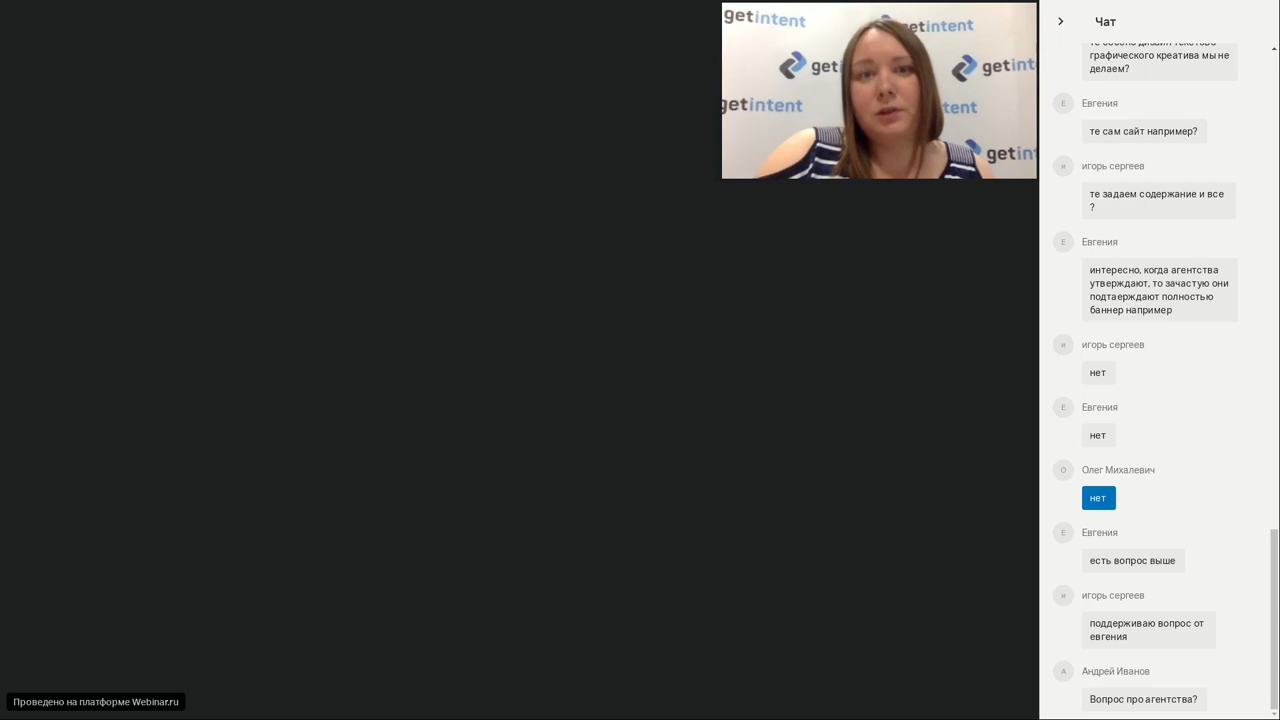 getintent
getintent
get
getint
getintent
tent
getint
Чат
графического креатива мы не
делаем?
Евгения
те сам сайт например?
игорь сергеев
те задаем содержание и все
?
Евгения
интересно, когда агентства
утверждают, то зачастую они
подтаерждают полностью
баннер например
игорь сергеев
нет
Евгения
нет
Олег Михалевич
нет
Евгения
есть вопрос выше
игорь сергеев
поддерживаю вопрос от
евгения
Андрей Иванов
Вопрос про агентства?
Проведено на платформе Webinar.ru